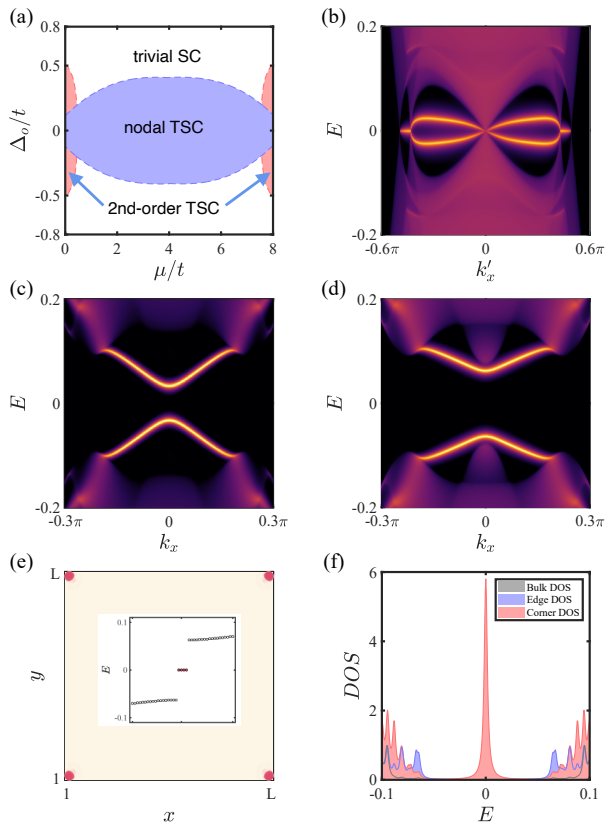 (a)
0.8
0.5
0
-0.5
-0.8
Δo/t
trivial SC
nodal TSC
2nd-order TSC
0 2 4 6 8
μ/t
(b)
0.2
0
-0.2
E
-0.6π 0 0.6π
k′x
(c)
0.2
0
-0.2
E
-0.3π 0 0.3π
kx
(d)
0.2
0
-0.2
E
-0.3π 0 0.3π
kx
(e)
L
y
1
1 L
x
0.1
0
-0.1
E
(f)
6
4
2
0
DOS
Bulk DOS
Edge DOS
Corner DOS
-0.1 0 0.1
E